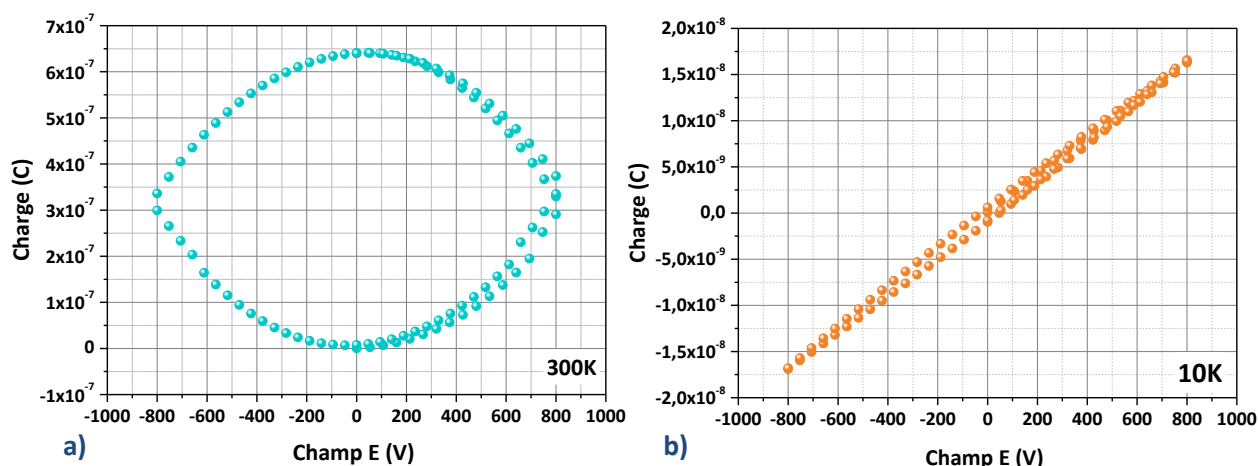 7x10⁻⁷
6x10⁻⁷
5x10⁻⁷
4x10⁻⁷
3x10⁻⁷
2x10⁻⁷
1x10⁻⁷
0
-1x10⁻⁷
Charge (C)
300K
-1000 -800 -600 -400 -200 0 200 400 600 800 1000
a)
Champ E (V)
2,0x10⁻⁸
1,5x10⁻⁸
1,0x10⁻⁸
5,0x10⁻⁹
0,0
-5,0x10⁻⁹
-1,0x10⁻⁸
-1,5x10⁻⁸
-2,0x10⁻⁸
Charge (C)
10K
-1000 -800 -600 -400 -200 0 200 400 600 800 1000
b)
Champ E (V)